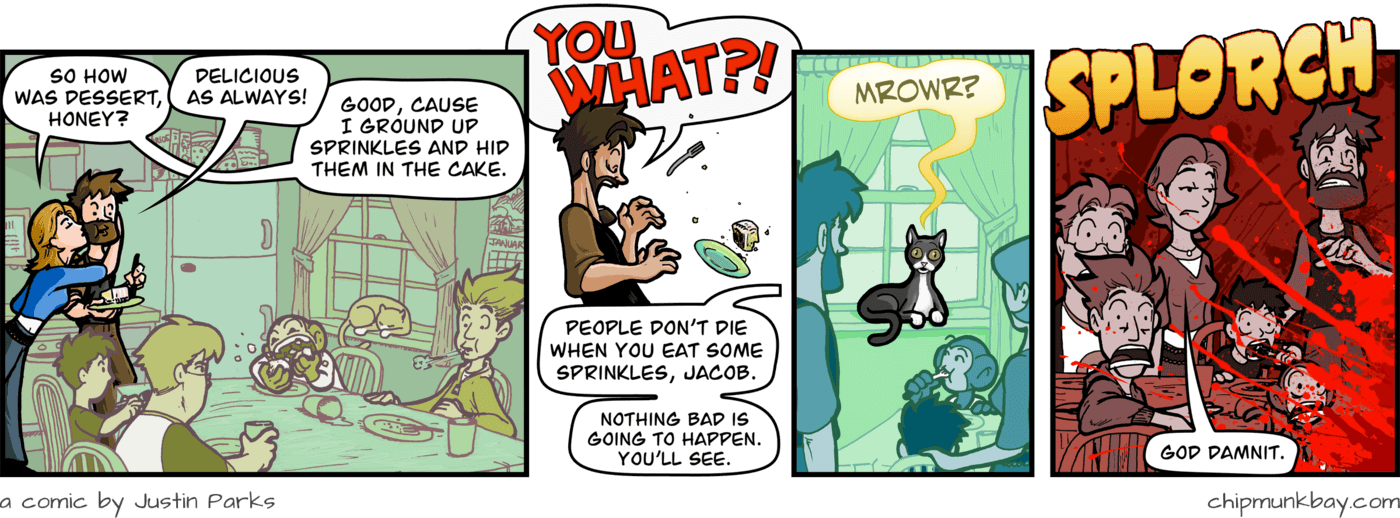 SO HOW
WAS DESSERT,
HONEY?
DELICIOUS
AS ALWAYS!
GOOD, CAUSE
I GROUND UP
SPRINKLES AND HID
THEM IN THE CAKE.
JANUAR
YOU
WHAT?!
PEOPLE DON'T DIE
WHEN YOU EAT SOME
SPRINKLES, JACOB.
NOTHING BAD IS
GOING TO HAPPEN.
YOU'LL SEE.
MROWR?
SPLORCH
GOD DAMNIT.
a comic by Justin Parks
chipmunkbay.com